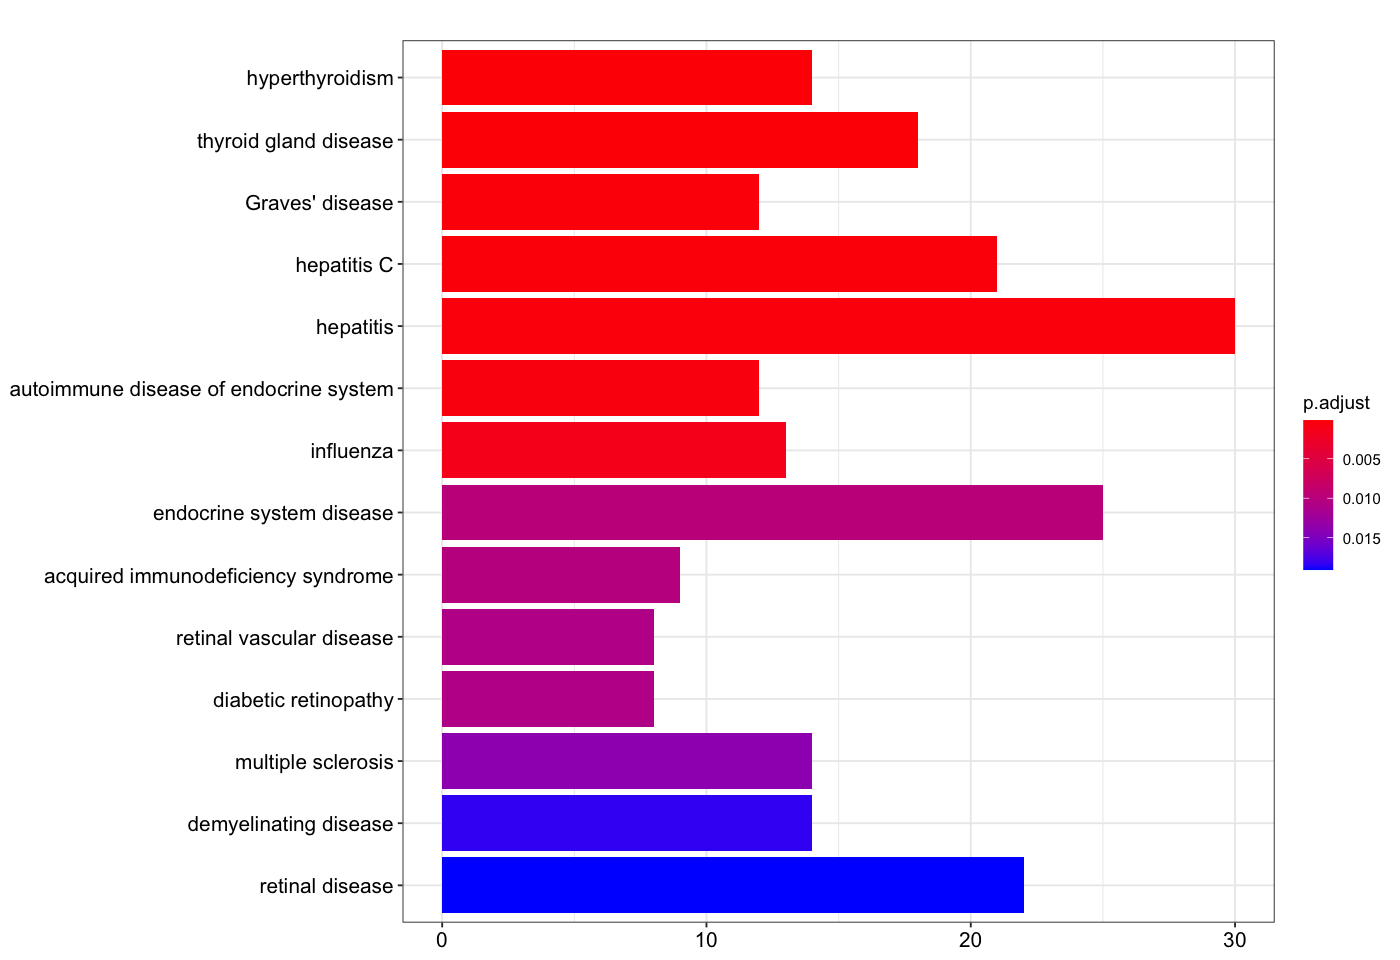 hyperthyroidism
thyroid gland disease
Graves' disease
hepatitis C
hepatitis
autoimmune disease of endocrine system
influenza
endocrine system disease
acquired immunodeficiency syndrome
retinal vascular disease
diabetic retinopathy
multiple sclerosis
demyelinating disease
retinal disease
0 10 20 30
p.adjust
0.005
0.010
0.015